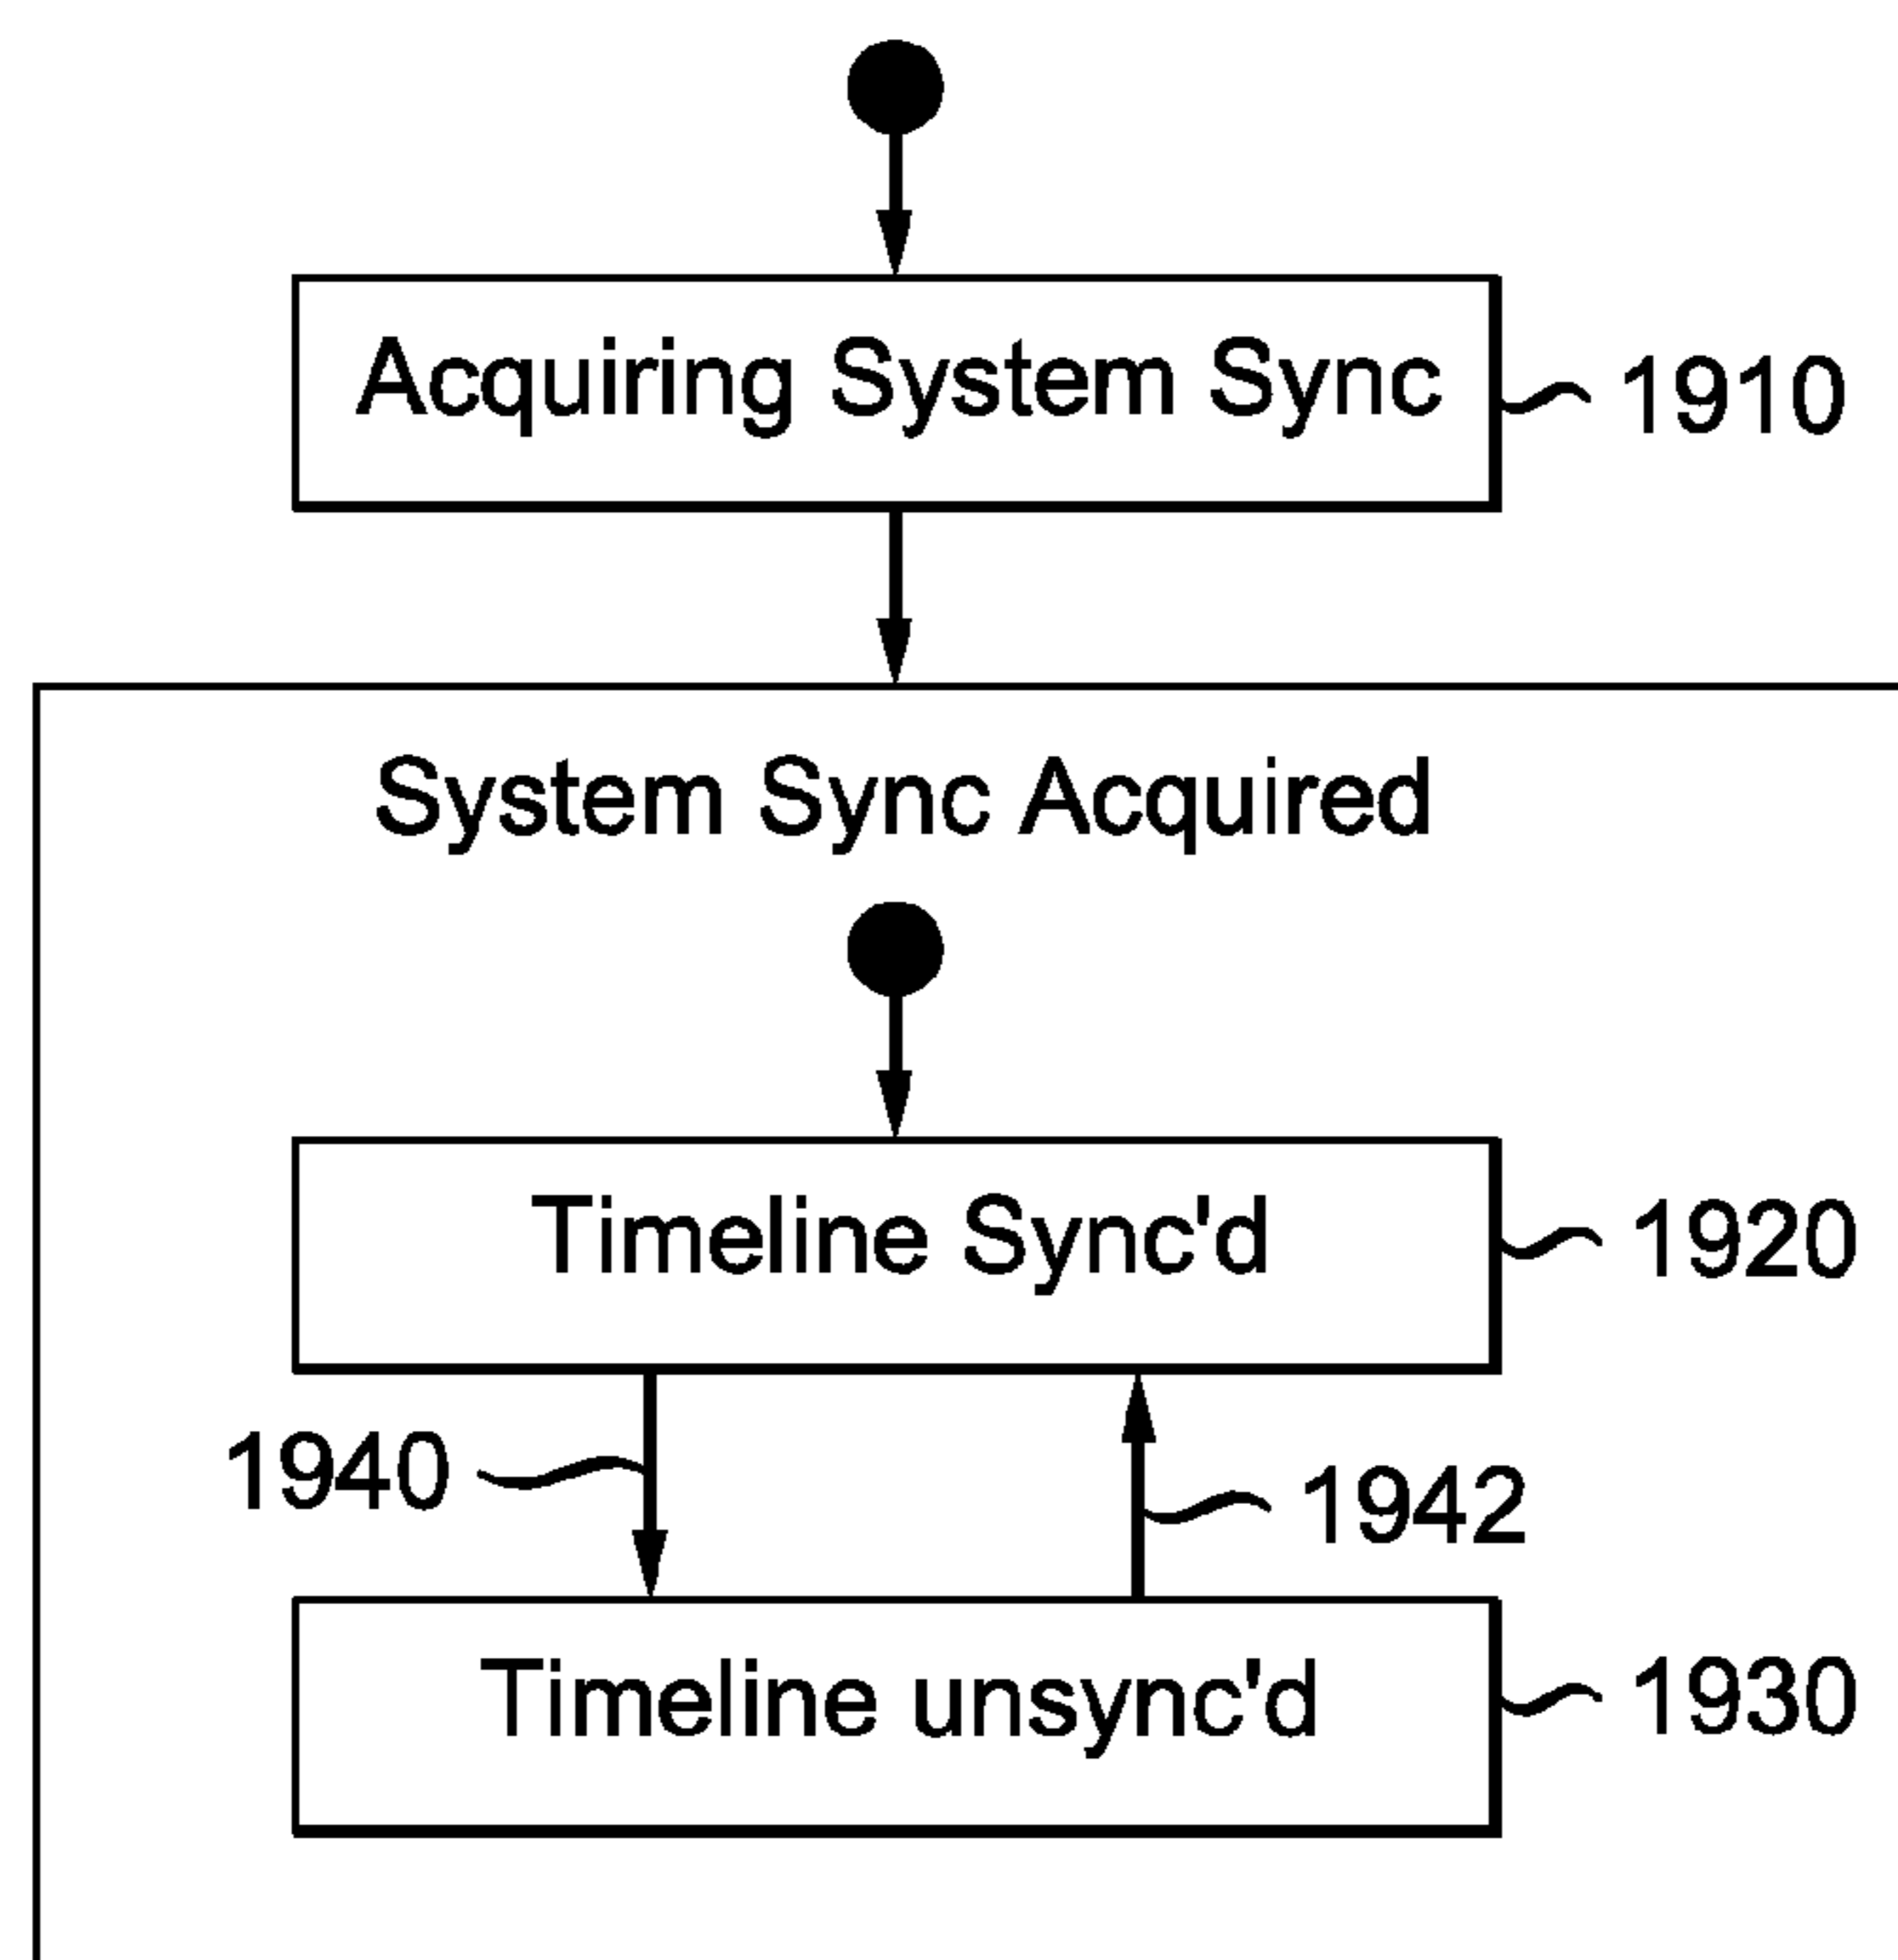 Acquiring System Sync
1910
System Sync Acquired
Timeline Sync'd
1920
1940
1942
Timeline unsync'd
1930